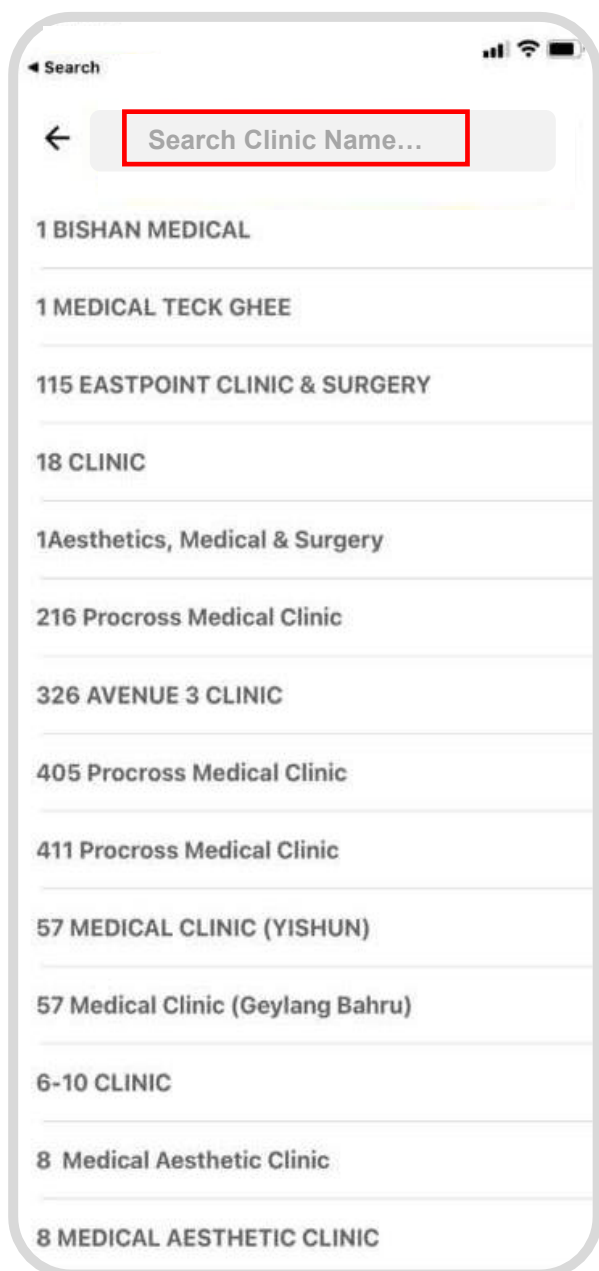 ◄ Search
Search Clinic Name…
1 BISHAN MEDICAL
1 MEDICAL TECK GHEE
115 EASTPOINT CLINIC & SURGERY
18 CLINIC
1Aesthetics, Medical & Surgery
216 Procross Medical Clinic
326 AVENUE 3 CLINIC
405 Procross Medical Clinic
411 Procross Medical Clinic
57 MEDICAL CLINIC (YISHUN)
57 Medical Clinic (Geylang Bahru)
6-10 CLINIC
8  Medical Aesthetic Clinic
8 MEDICAL AESTHETIC CLINIC